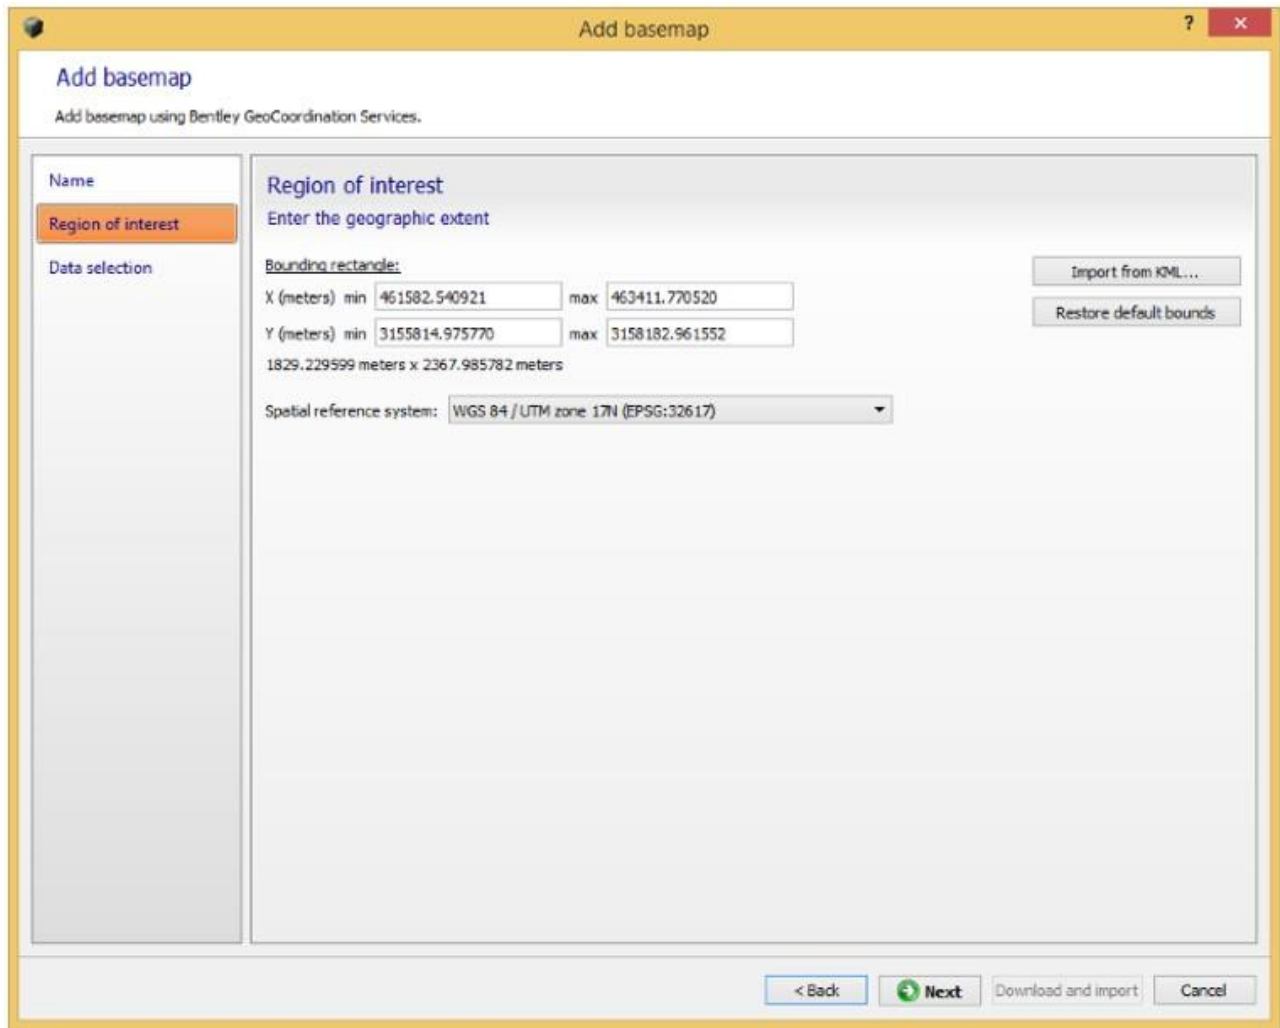 Add basemap
?
Add basemap
Add basemap using Bentley GeoCoordination Services.
Name
Region of interest
Data selection
Region of interest
Enter the geographic extent
Bounding rectangle:
Import from KML...
X (meters) min 461582.540921 max 463411.770520
Restore default bounds
Y (meters) min 3155814.975770 max 3158182.961552
1829.229599 meters x 2367.985782 meters
Spatial reference system: WGS 84 / UTM zone 17N (EPSG:32617)
< Back Next Download and import Cancel